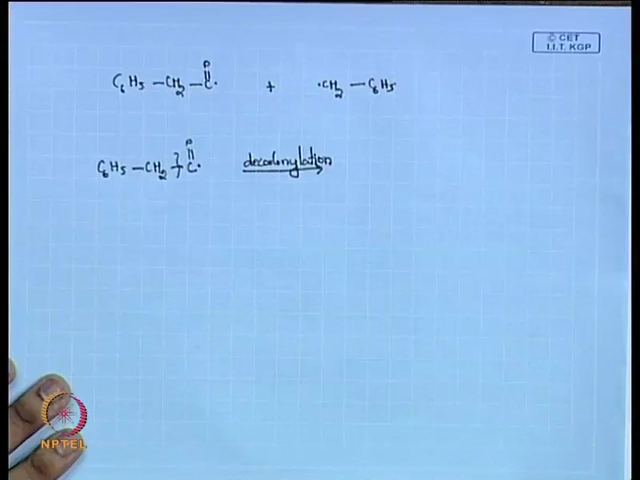 © CET
I.I.T. KGP
C₆H₅ —CH₂ —C(=O)· + ·CH₂ — C₆H₅
C₆H₅ —CH₂ —C(=O)· decarbonylation
NPTEL